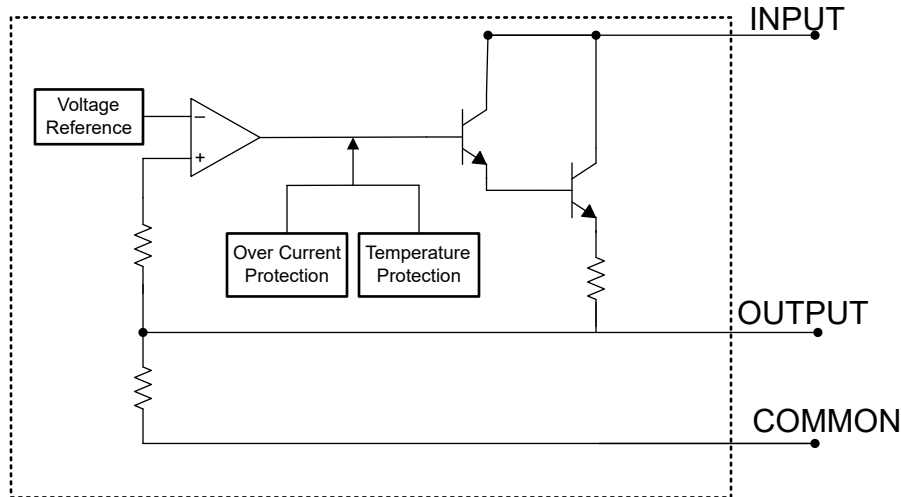 INPUT
Voltage
Reference
−
+
Over Current
Protection
Temperature
Protection
OUTPUT
COMMON